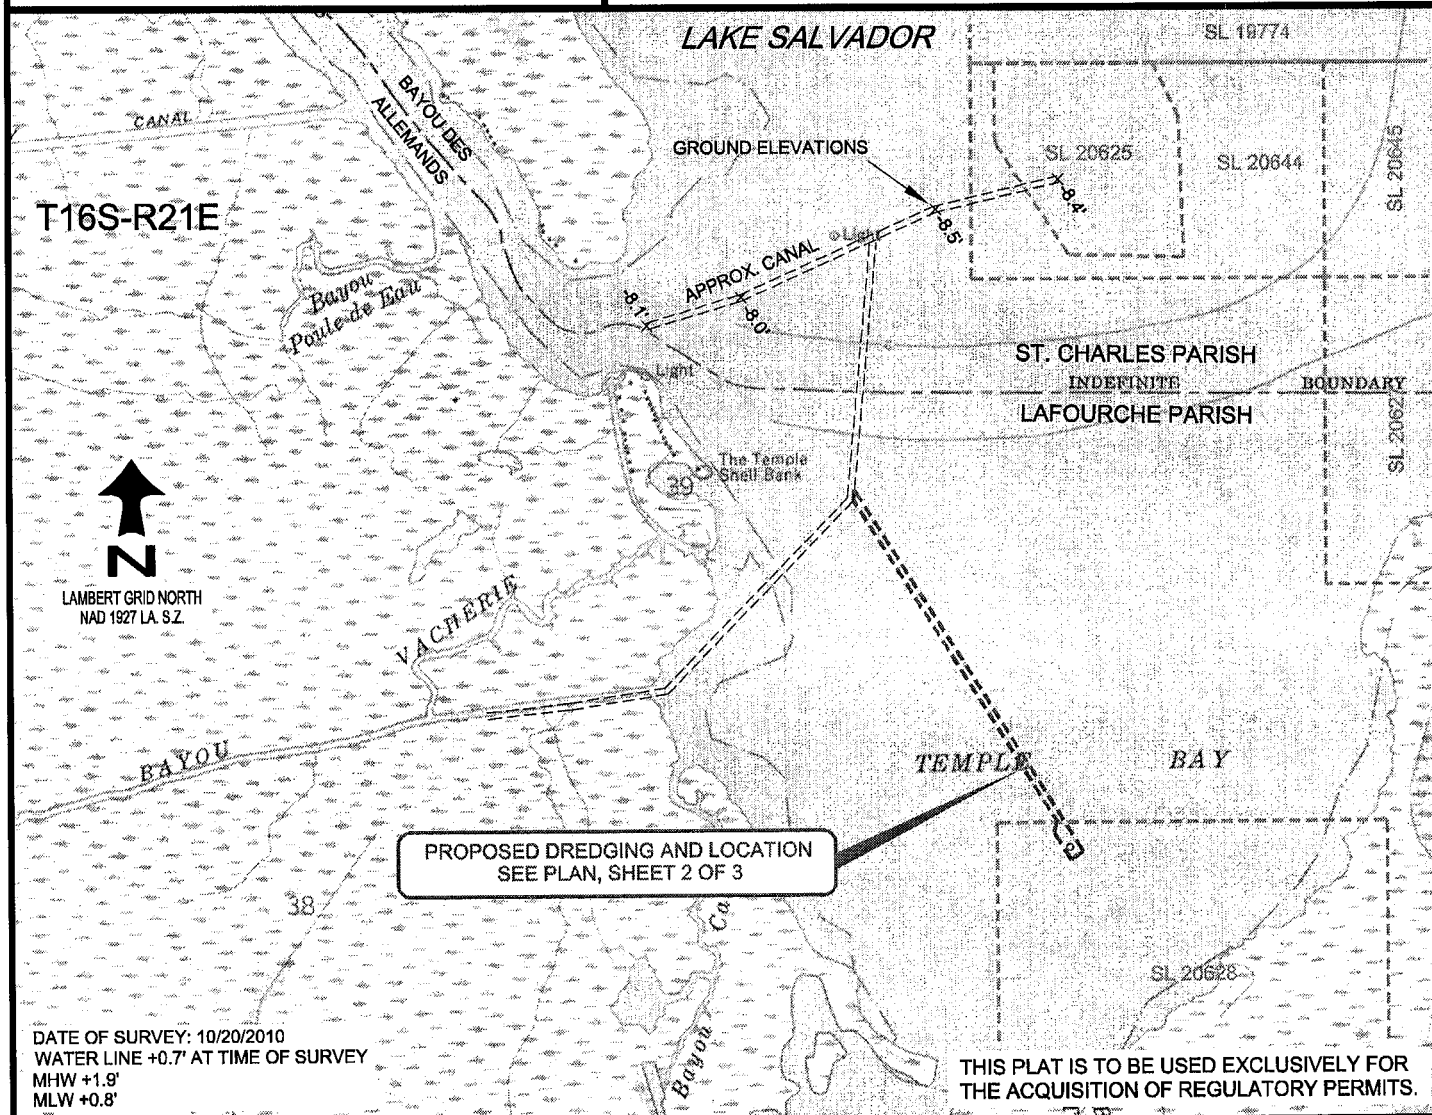 LAKE SALVADOR
SL 19774
CANAL
BAYOU DES
ALLEMANDS
GROUND ELEVATIONS
SL 20625
SL 20644
SL 20645
T16S-R21E
-8.4'
-8.5'
Light
APPROX. CANAL
Bayou
Poule de Eau
-8.1'
-8.0'
ST. CHARLES PARISH
INDEFINITE BOUNDARY
LAFOURCHE PARISH
Light
SL 20627
The Temple
Shell Bank
39
N
LAMBERT GRID NORTH
NAD 1927 LA. S.Z.
VACHERIE
BAYOU
TEMPLE BAY
PROPOSED DREDGING AND LOCATION
SEE PLAN, SHEET 2 OF 3
38
Ca
SL 20628
Bayou
DATE OF SURVEY: 10/20/2010
WATER LINE +0.7' AT TIME OF SURVEY
MHW +1.9'
MLW +0.8'
THIS PLAT IS TO BE USED EXCLUSIVELY FOR
THE ACQUISITION OF REGULATORY PERMITS.